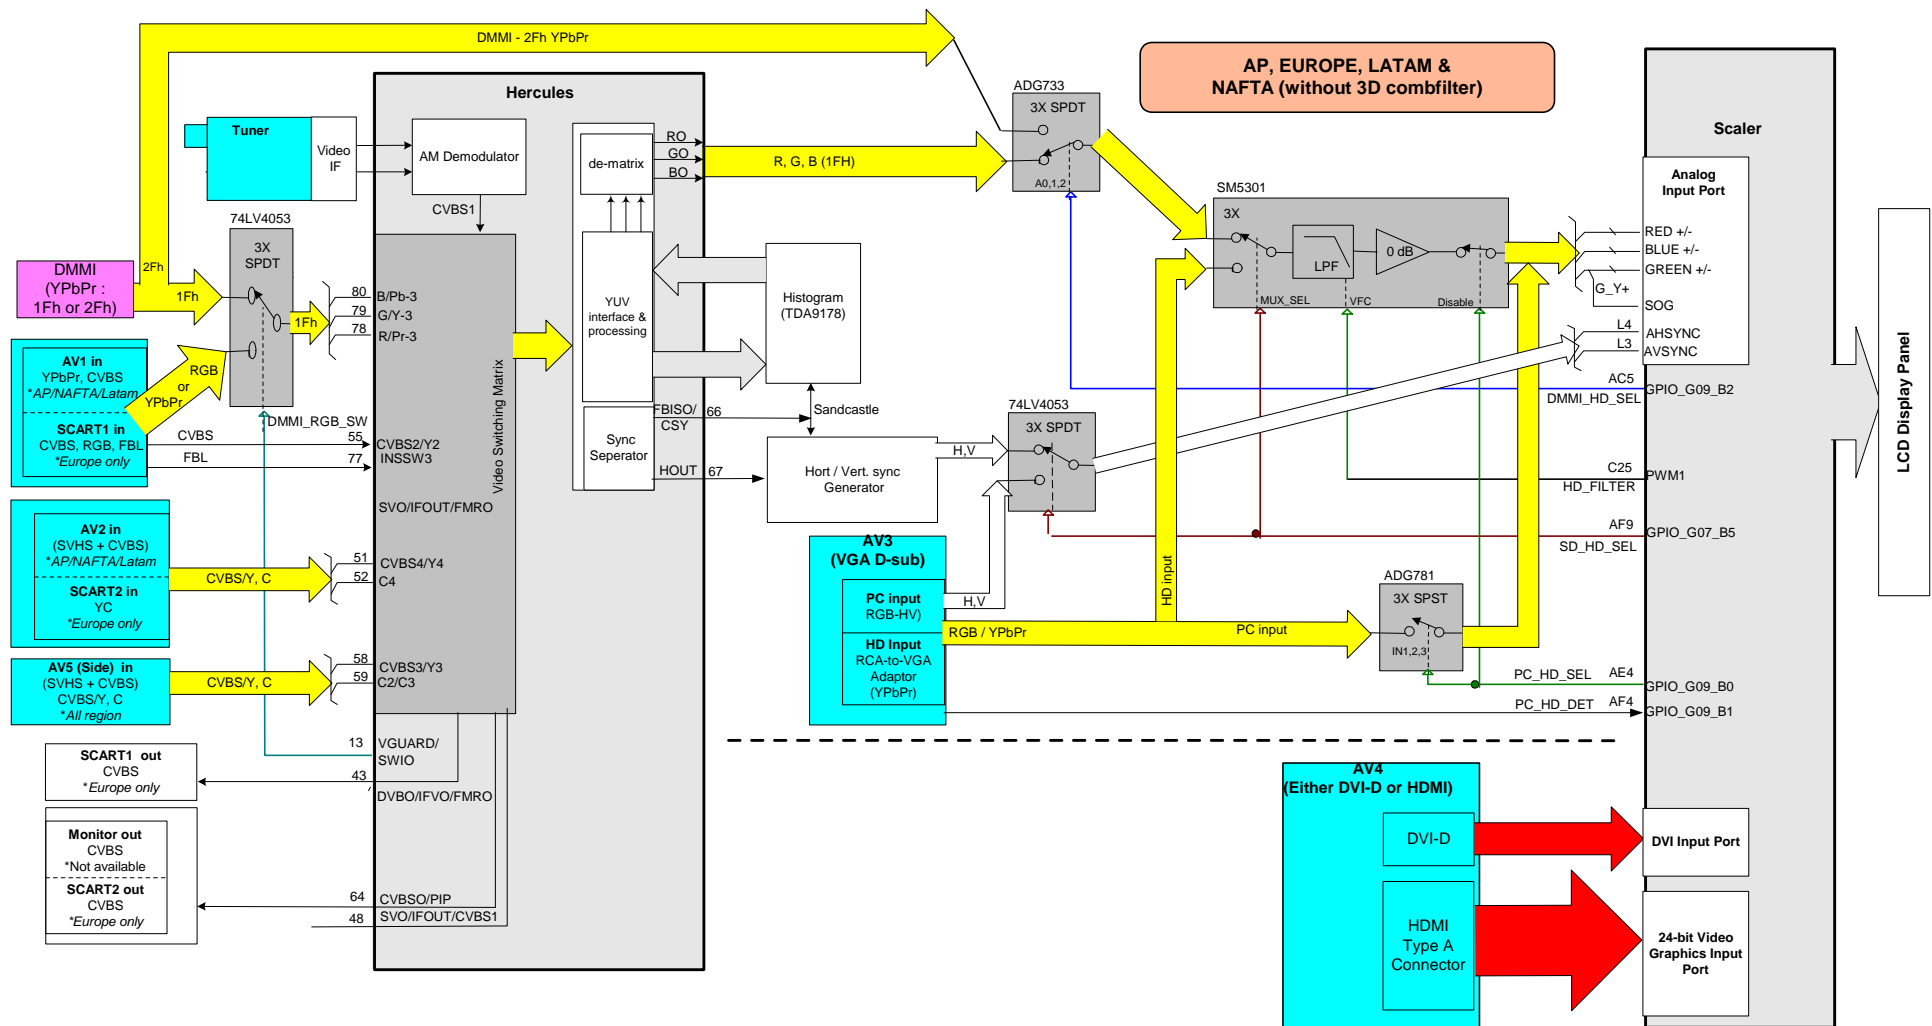 DMMI - 2Fh YPbPr
AP, EUROPE, LATAM &
NAFTA (without 3D combfilter)
Hercules
Tuner
Video
IF
AM Demodulator
CVBS1
de-matrix
RO
GO
BO
R, G, B (1FH)
ADG733
3X SPDT
A0,1,2
Scaler
Analog
Input Port
RED +/-
BLUE +/-
GREEN +/-
G_Y+
SOG
L4
AHSYNC
L3
AVSYNC
SM5301
3X
LPF
0 dB
MUX_SEL
VFC
Disable
74LV4053
3X
SPDT
2Fh
DMMI
(YPbPr :
1Fh or 2Fh)
1Fh
1Fh
80
B/Pb-3
79
G/Y-3
78
R/Pr-3
YUV
interface &
processing
Histogram
(TDA9178)
Video Switching Matrix
AV1 in
YPbPr, CVBS
*AP/NAFTA/Latam
SCART1 in
CVBS, RGB, FBL
*Europe only
RGB
or
YPbPr
DMMI_RGB_SW
CVBS
55
CVBS2/Y2
FBL
77
INSSW3
SVO/IFOUT/FMRO
Sync
Seperator
FBISO/
CSY
66
Sandcastle
HOUT
67
Hort / Vert. sync
Generator
H,V
74LV4053
3X SPDT
AC5
DMMI_HD_SEL
GPIO_G09_B2
C25
HD_FILTER
PWM1
AF9
SD_HD_SEL
GPIO_G07_B5
LCD Display Panel
AV2 in
(SVHS + CVBS)
*AP/NAFTA/Latam
SCART2 in
YC
*Europe only
CVBS/Y, C
51
CVBS4/Y4
52
C4
AV3
(VGA D-sub)
PC input
RGB-HV)
HD Input
RCA-to-VGA
Adaptor
(YPbPr)
H,V
RGB / YPbPr
HD input
PC input
ADG781
3X SPST
IN1,2,3
PC_HD_SEL
AE4
GPIO_G09_B0
PC_HD_DET
AF4
GPIO_G09_B1
AV5 (Side) in
(SVHS + CVBS)
CVBS/Y, C
*All region
CVBS/Y, C
58
CVBS3/Y3
59
C2/C3
13
VGUARD/
SWIO
43
DVBO/IFVO/FMRO
SCART1 out
CVBS
*Europe only
Monitor out
CVBS
*Not available
SCART2 out
CVBS
*Europe only
64
CVBSO/PIP
48
SVO/IFOUT/CVBS1
AV4
(Either DVI-D or HDMI)
DVI-D
DVI Input Port
HDMI
Type A
Connector
24-bit Video
Graphics Input
Port